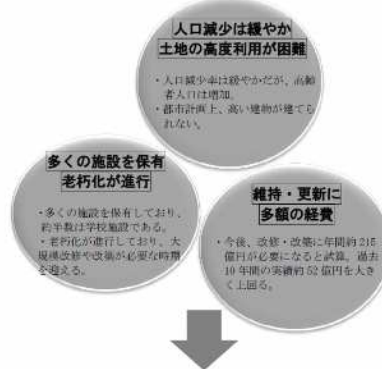 人口減少は緩やか
土地の高度利用が困難
・人口減少率は緩やかだが、高齢
者人口は増加。
・都市計画上、高い建物が建てら
れない。
多くの施設を保有
老朽化が進行
・多くの施設を保有しており、
約半数は学校施設である。
・老朽化が進行しており、大
規模改修や改築が必要な時期
を迎える。
維持・更新に
多額の経費
・今後、改修・改築に年間約 215
億円が必要になると試算。過去
10 年間の実績約 52 億円を大き
く上回る。